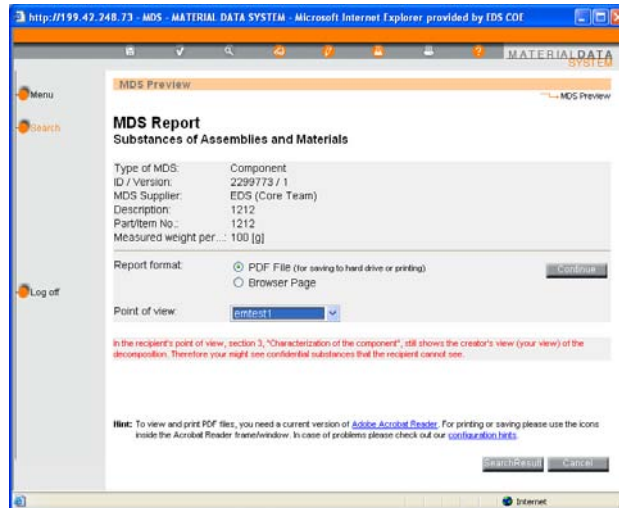 http://199.42.248.73 - MDS - MATERIAL DATA SYSTEM - Microsoft Internet Explorer provided by EDS COE
MATERIALDATA
SYSTEM
Menu
Search
Log off
MDS Preview
MDS Preview
MDS Report
Substances of Assemblies and Materials
Type of MDS: Component
ID / Version: 2299773 / 1
MDS Supplier: EDS (Core Team)
Description: 1212
Part/Item No.: 1212
Measured weight per...: 100 [g]
Report format: PDF File (for saving to hard drive or printing) Continue
Browser Page
Point of view: emtest1
In the recipient's point of view, section 3, "Characterization of the component", still shows the creator's view (your view) of the
decomposition. Therefore your might see confidential substances that the recipient cannot see.
Hint: To view and print PDF files, you need a current version of Adobe Acrobat Reader. For printing or saving please use the icons
inside the Acrobat Reader frame/window. In case of problems please check out our configuration hints.
SearchResult Cancel
Internet